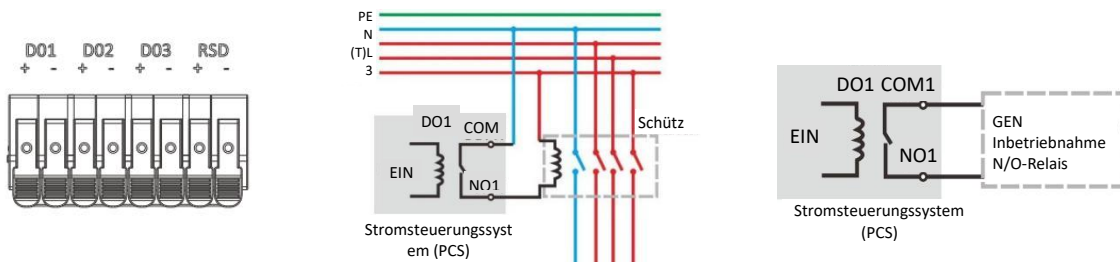 D01 D02 D03 RSD
+ - + - + - + -
PE
N
(T)L
3
Schütz
DO1
COM
EIN
NO1
Stromsteuerungssyst
em (PCS)
DO1 COM1
EIN
NO1
GEN
Inbetriebnahme
N/O-Relais
Stromsteuerungssystem
(PCS)